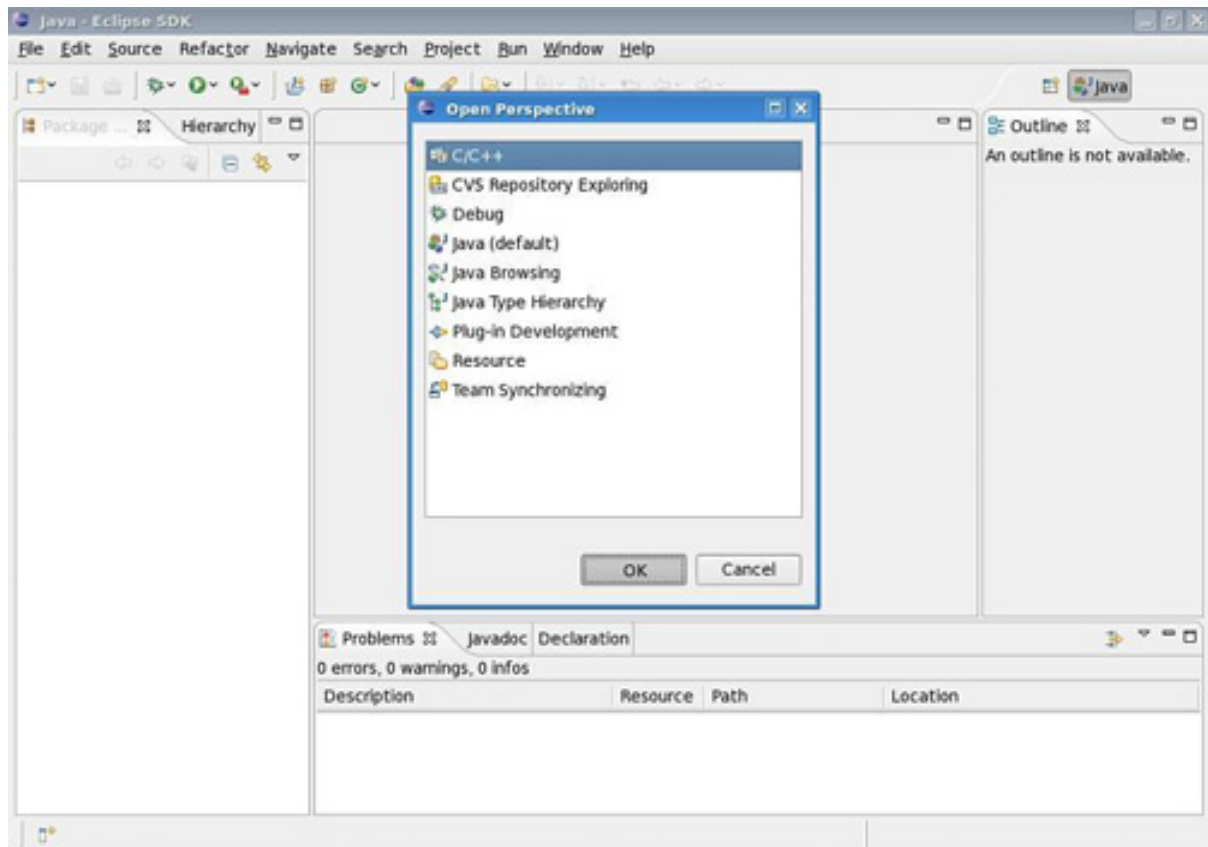 Java - Eclipse SDK
File Edit Source Refactor Navigate Search Project Run Window Help
Java
Package ... Hierarchy
Outline
An outline is not available.
Open Perspective
C/C++
CVS Repository Exploring
Debug
Java (default)
Java Browsing
Java Type Hierarchy
Plug-in Development
Resource
Team Synchronizing
OK Cancel
Problems Javadoc Declaration
0 errors, 0 warnings, 0 infos
Description Resource Path Location